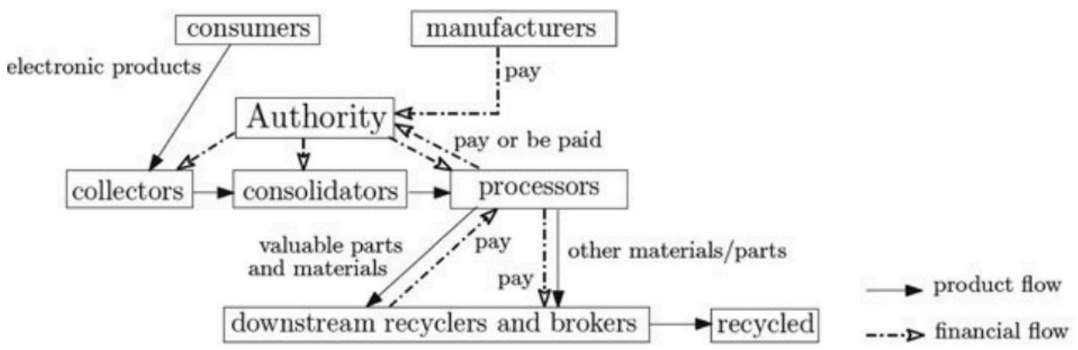 consumers
manufacturers
electronic products
pay
Authority
pay or be paid
collectors
consolidators
processors
valuable parts
and materials
pay
other materials/parts
pay
downstream recyclers and brokers
recycled
product flow
financial flow